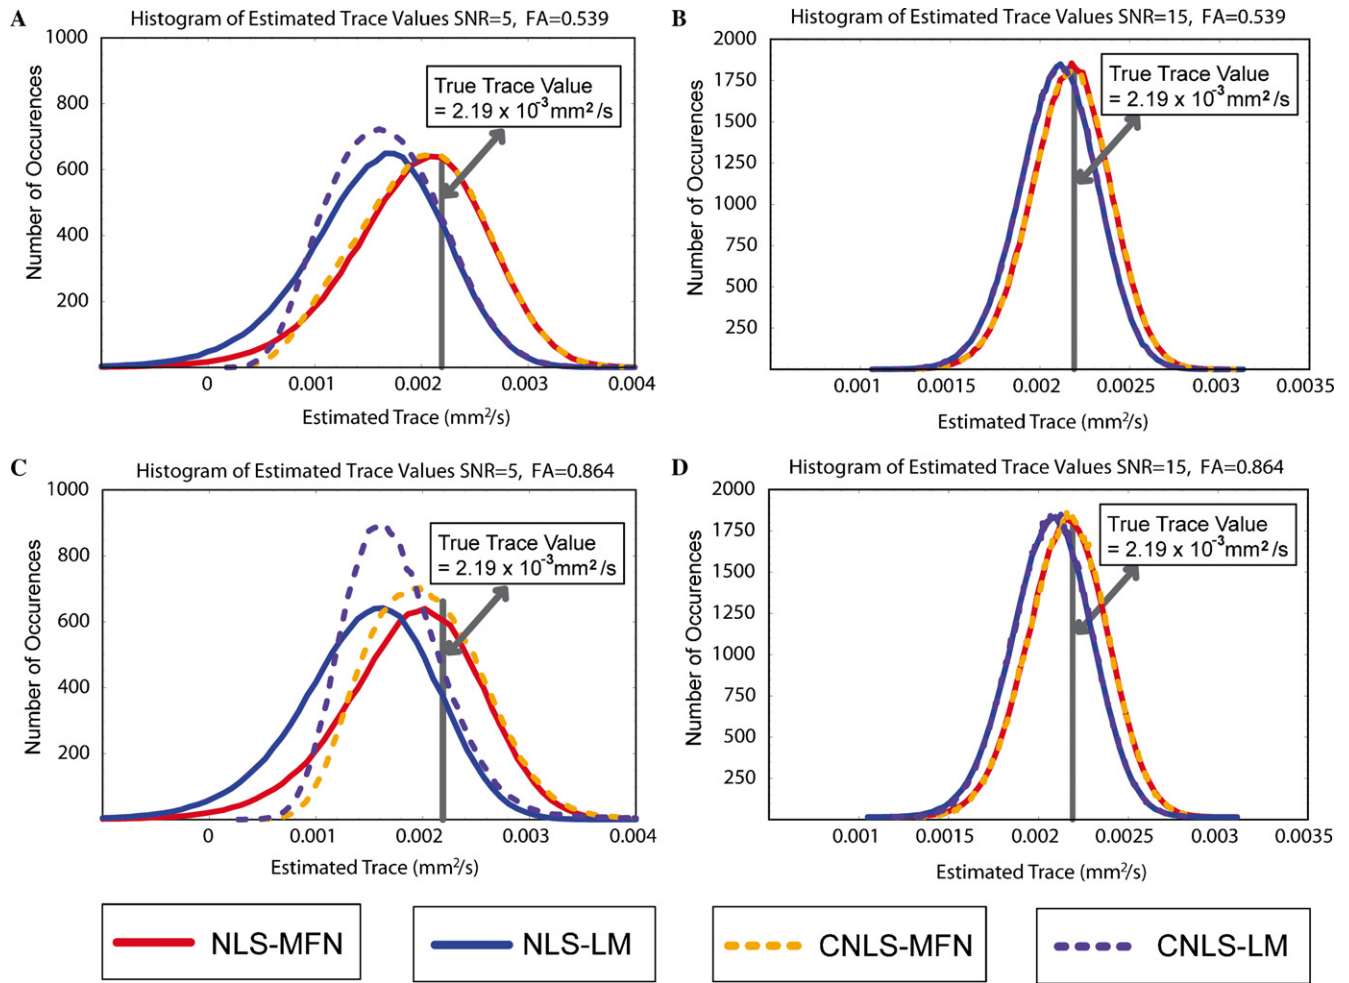 A
Histogram of Estimated Trace Values SNR=5, FA=0.539
1000
800
600
400
200
Number of Occurences
True Trace Value
= 2.19 x 10⁻³mm²/s
0 0.001 0.002 0.003 0.004
Estimated Trace (mm²/s)
B
Histogram of Estimated Trace Values SNR=15, FA=0.539
2000
1750
1500
1250
1000
750
500
250
Number of Occurences
True Trace Value
= 2.19 x 10⁻³mm²/s
0.001 0.0015 0.002 0.0025 0.003 0.0035
Estimated Trace (mm²/s)
C
Histogram of Estimated Trace Values SNR=5, FA=0.864
1000
800
600
400
200
Number of Occurences
True Trace Value
= 2.19 x 10⁻³mm²/s
0 0.001 0.002 0.003 0.004
Estimated Trace (mm²/s)
D
Histogram of Estimated Trace Values SNR=15, FA=0.864
2000
1750
1500
1250
1000
750
500
250
Number of Occurences
True Trace Value
= 2.19 x 10⁻³mm²/s
0.001 0.0015 0.002 0.0025 0.003 0.0035
Estimated Trace (mm²/s)
NLS-MFN
NLS-LM
CNLS-MFN
CNLS-LM